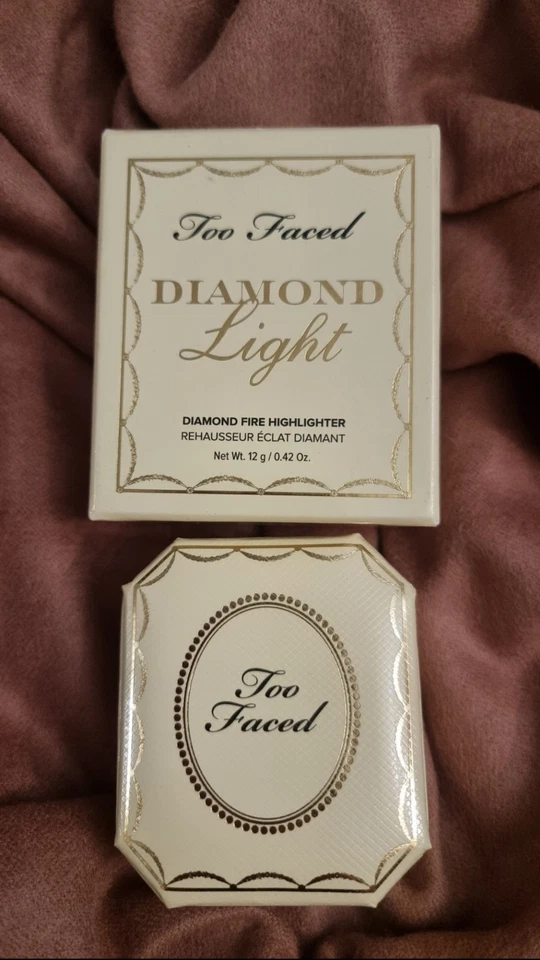 Too Faced
DIAMOND
Light
DIAMOND FIRE HIGHLIGHTER
REHAUSSEUR ÉCLAT DIAMANT
Net Wt. 12 g / 0.42 Oz.
Too
Faced